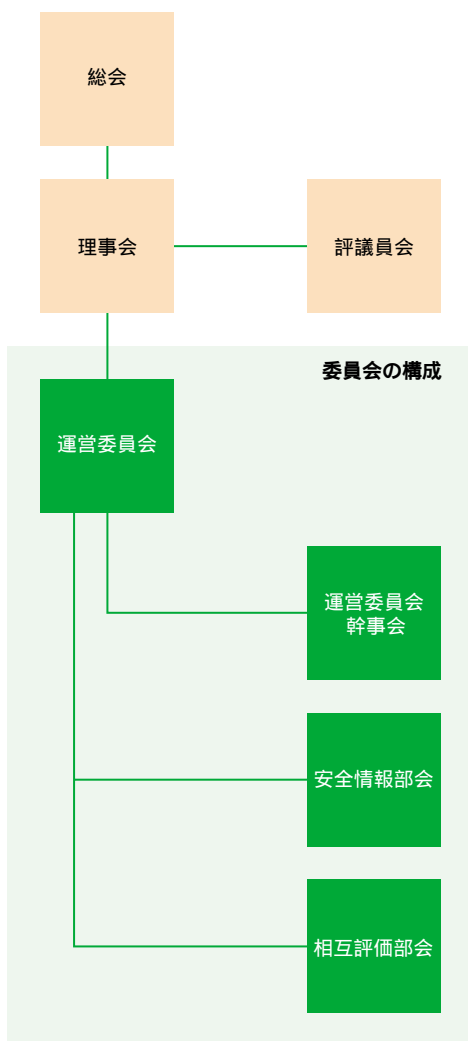 総会
理事会
評議員会
委員会の構成
運営委員会
運営委員会
幹事会
安全情報部会
相互評価部会